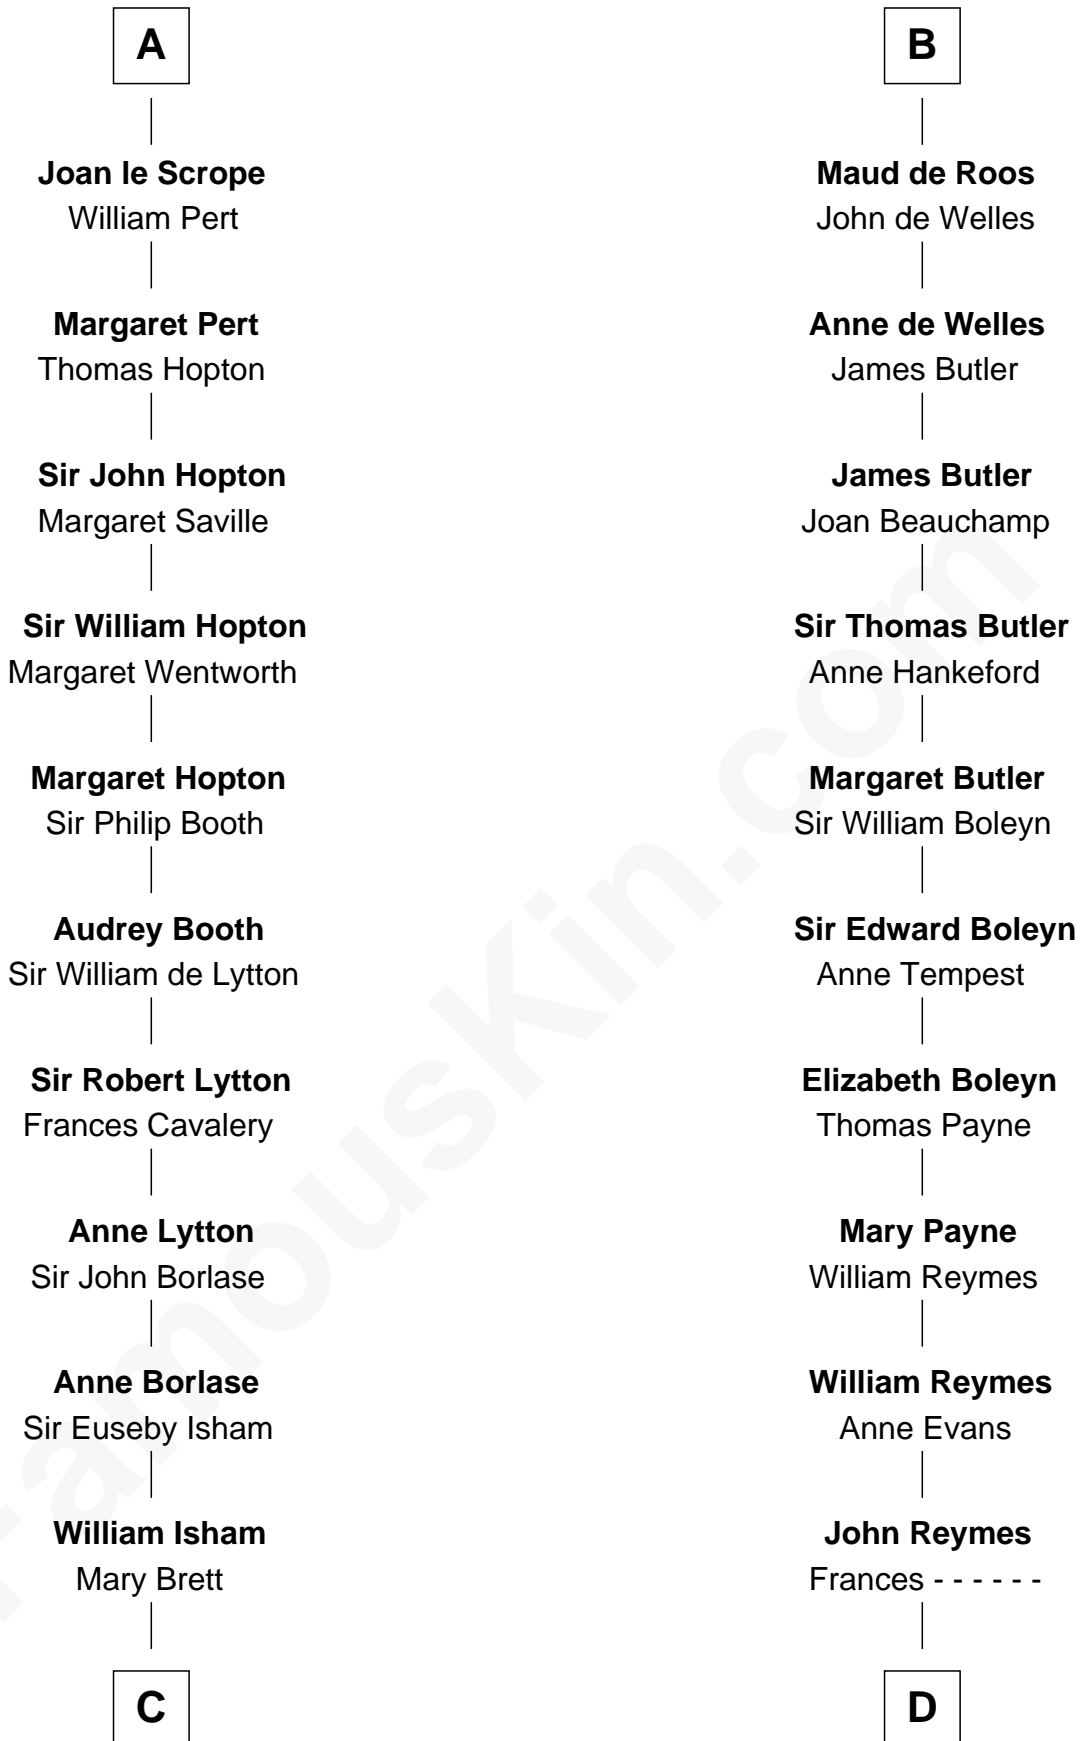 A
Joan le Scrope
William Pert
Margaret Pert
Thomas Hopton
Sir John Hopton
Margaret Saville
Sir William Hopton
Margaret Wentworth
Margaret Hopton
Sir Philip Booth
Audrey Booth
Sir William de Lytton
Sir Robert Lytton
Frances Cavalery
Anne Lytton
Sir John Borlase
Anne Borlase
Sir Euseby Isham
William Isham
Mary Brett
C
B
Maud de Roos
John de Welles
Anne de Welles
James Butler
James Butler
Joan Beauchamp
Sir Thomas Butler
Anne Hankeford
Margaret Butler
Sir William Boleyn
Sir Edward Boleyn
Anne Tempest
Elizabeth Boleyn
Thomas Payne
Mary Payne
William Reymes
William Reymes
Anne Evans
John Reymes
Frances - - - - - -
D
FamousKin.com